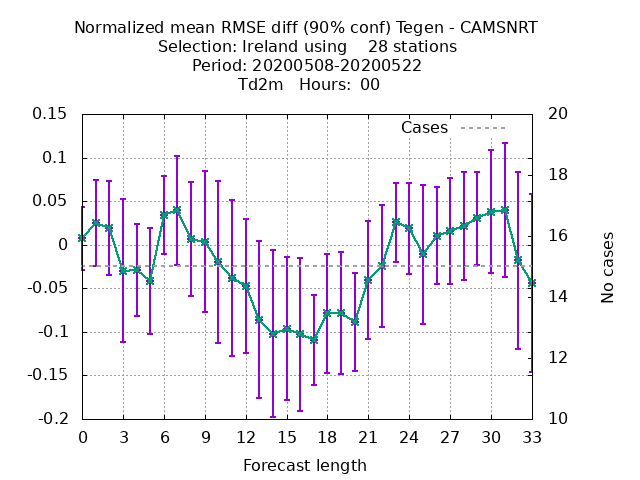 Normalized mean RMSE diff (90% conf) Tegen - CAMSNRT
Selection: Ireland using    28 stations
Period: 20200508-20200522
Td2m   Hours:  00
0.15
0.1
0.05
0
-0.05
-0.1
-0.15
-0.2
Cases
20
18
16
14
12
10
No cases
0 3 6 9 12 15 18 21 24 27 30 33
Forecast length